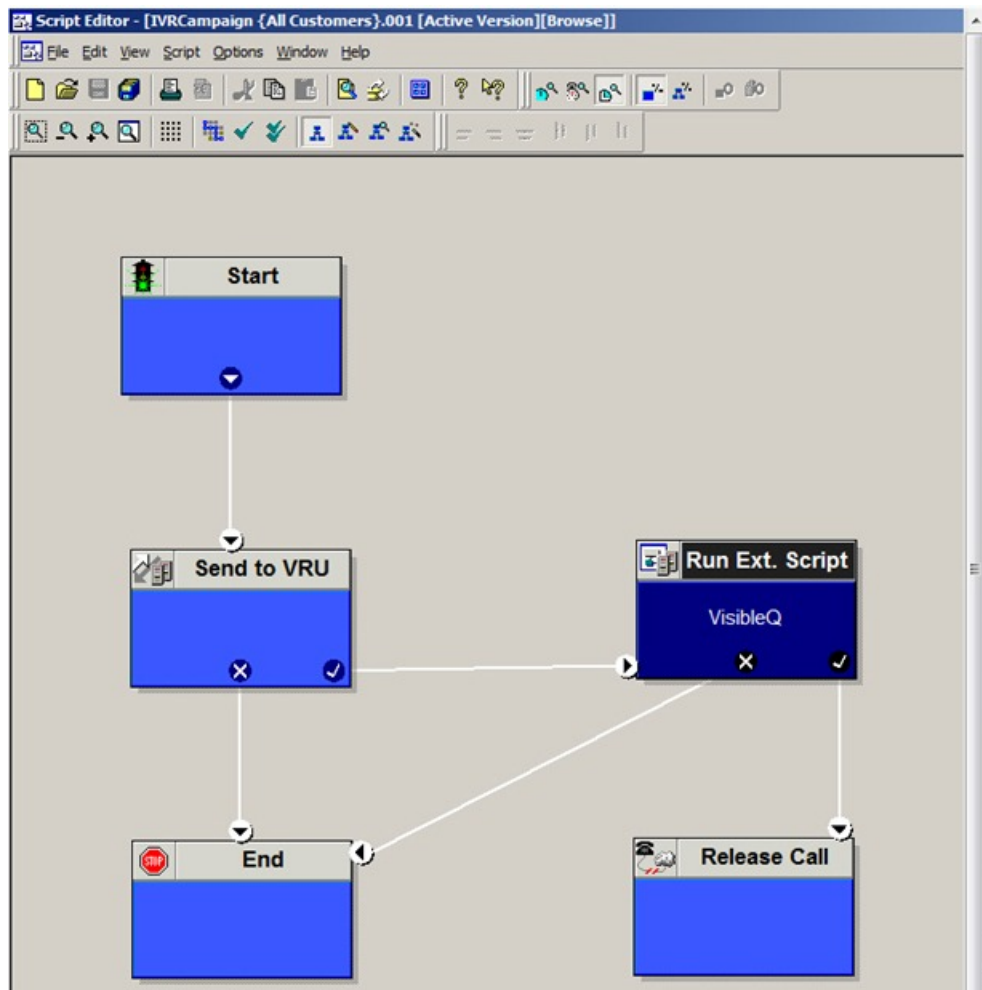 Script Editor - [IVRCampaign {All Customers}.001 [Active Version][Browse]]
File Edit View Script Options Window Help
Start
Send to VRU
Run Ext. Script
VisibleQ
End
STOP
Release Call